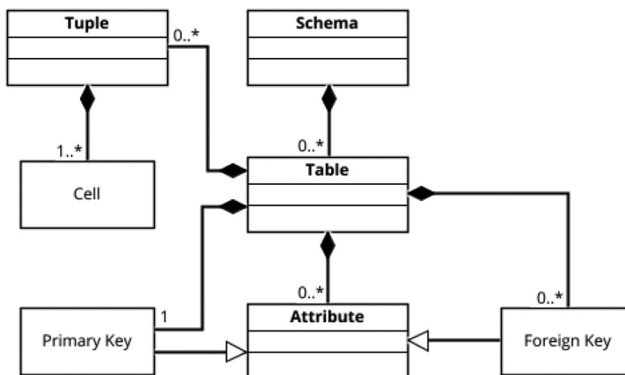 Tuple
Schema
0..*
1..*
0..*
Cell
Table
1
0..*
0..*
Primary Key
Attribute
Foreign Key